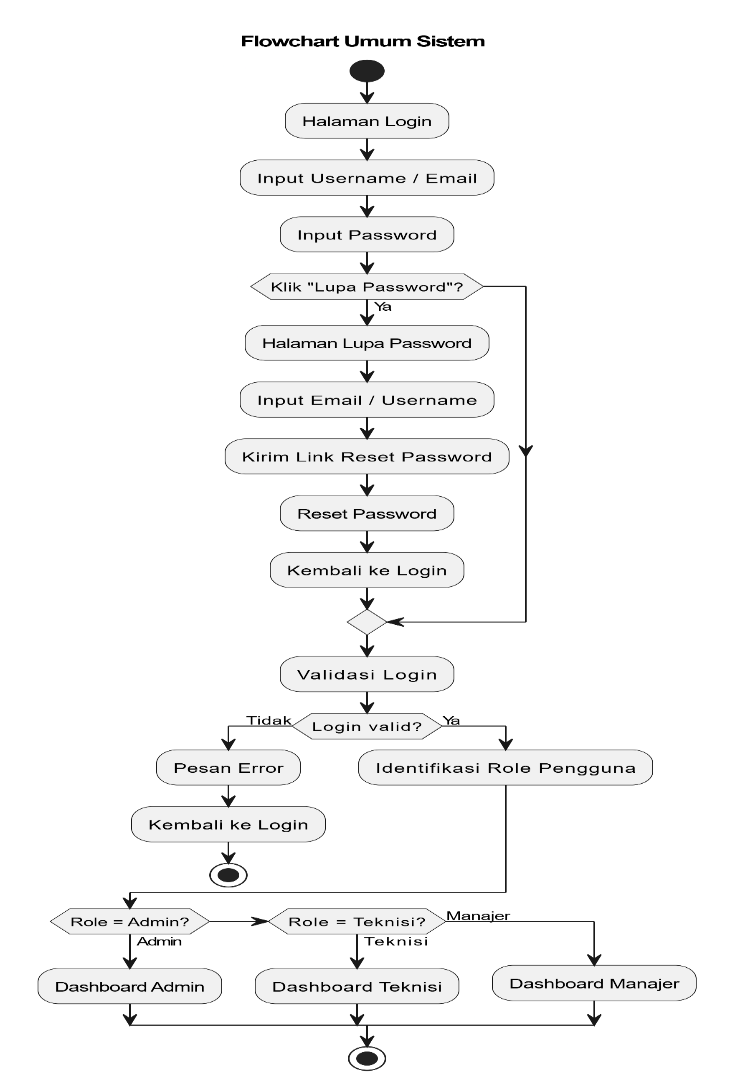 Flowchart Umum Sistem
Halaman Login
Input Username / Email
Input Password
Klik "Lupa Password"?
Ya
Halaman Lupa Password
Input Email / Username
Kirim Link Reset Password
Reset Password
Kembali ke Login
Validasi Login
Tidak
Login valid?
Ya
Pesan Error
Identifikasi Role Pengguna
Kembali ke Login
Role = Admin?
Role = Teknisi?
Manajer
Admin
Teknisi
Dashboard Admin
Dashboard Teknisi
Dashboard Manajer